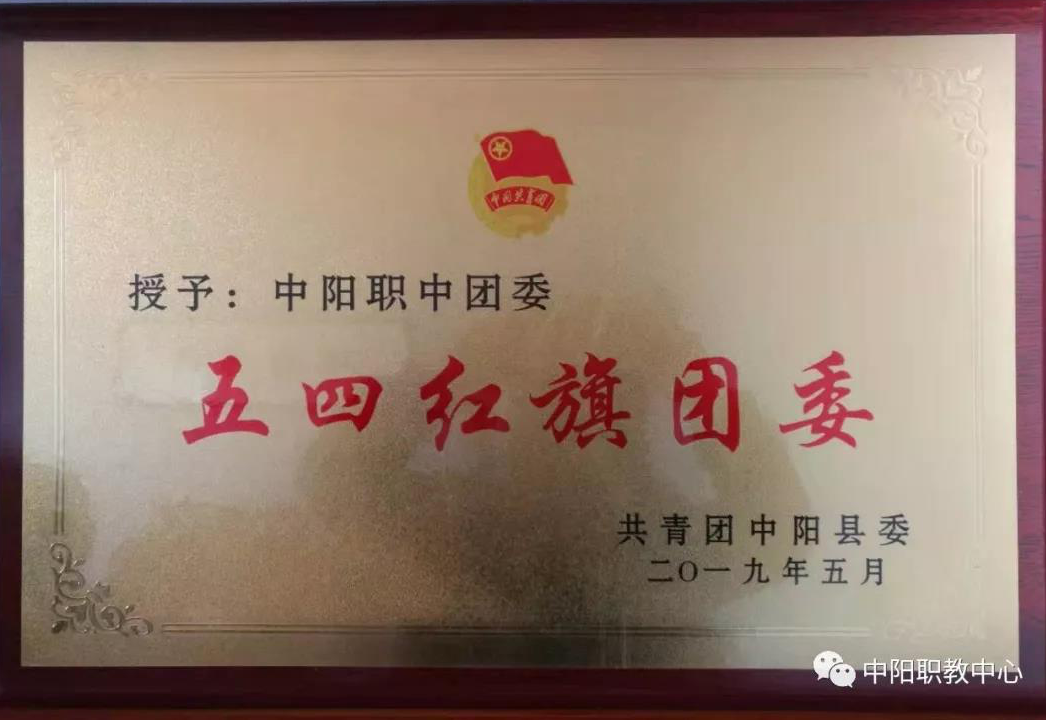 中国共青团
授予：中阳职中团委
五四红旗团委
共青团中阳县委
二〇一九年五月
中阳职教中心